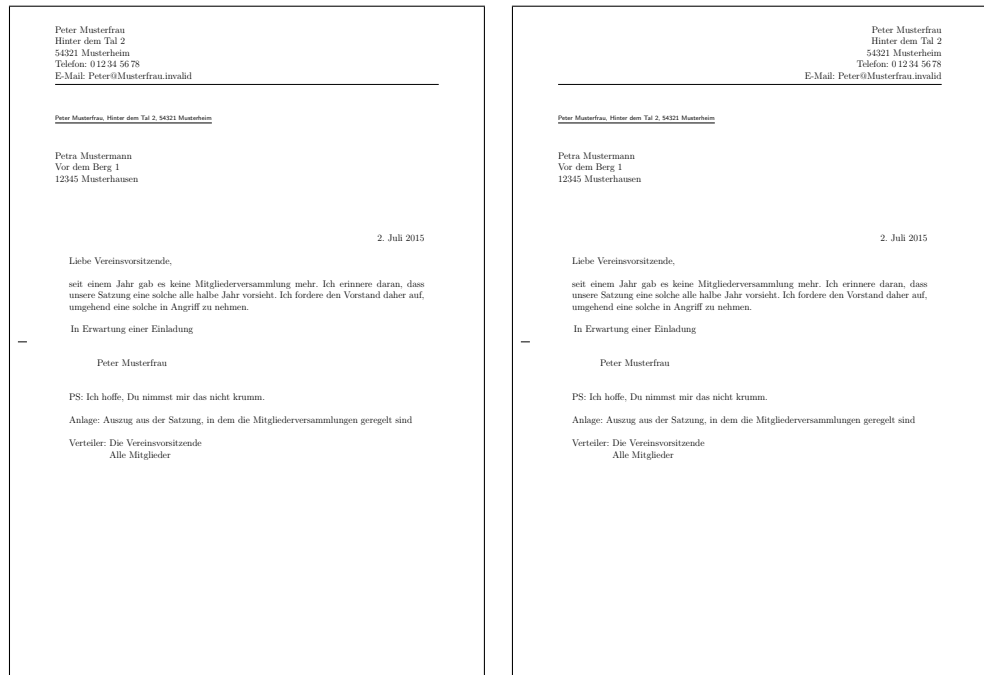 Peter Musterfrau
Hinter dem Tal 2
54321 Musterheim
Telefon: 0 12 34 56 78
E-Mail: Peter@Musterfrau.invalid
Peter Musterfrau, Hinter dem Tal 2, 54321 Musterheim
Petra Mustermann
Vor dem Berg 1
12345 Musterhausen
2. Juli 2015
Liebe Vereinsvorsitzende,
seit einem Jahr gab es keine Mitgliederversammlung mehr. Ich erinnere daran, dass
unsere Satzung eine solche alle halbe Jahr vorsieht. Ich fordere den Vorstand daher auf,
umgehend eine solche in Angriff zu nehmen.
In Erwartung einer Einladung
Peter Musterfrau
PS: Ich hoffe, Du nimmst mir das nicht krumm.
Anlage: Auszug aus der Satzung, in dem die Mitgliederversammlungen geregelt sind
Verteiler: Die Vereinsvorsitzende
Alle Mitglieder
Peter Musterfrau
Hinter dem Tal 2
54321 Musterheim
Telefon: 0 12 34 56 78
E-Mail: Peter@Musterfrau.invalid
Peter Musterfrau, Hinter dem Tal 2, 54321 Musterheim
Petra Mustermann
Vor dem Berg 1
12345 Musterhausen
2. Juli 2015
Liebe Vereinsvorsitzende,
seit einem Jahr gab es keine Mitgliederversammlung mehr. Ich erinnere daran, dass
unsere Satzung eine solche alle halbe Jahr vorsieht. Ich fordere den Vorstand daher auf,
umgehend eine solche in Angriff zu nehmen.
In Erwartung einer Einladung
Peter Musterfrau
PS: Ich hoffe, Du nimmst mir das nicht krumm.
Anlage: Auszug aus der Satzung, in dem die Mitgliederversammlungen geregelt sind
Verteiler: Die Vereinsvorsitzende
Alle Mitglieder